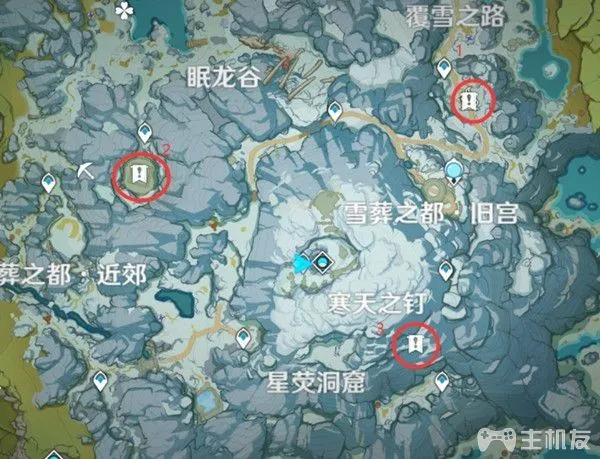 覆雪之路
1
眠龙谷
2
雪葬之都·旧宫
葬之都·近郊
寒天之钉
3
星荧洞窟
主机友